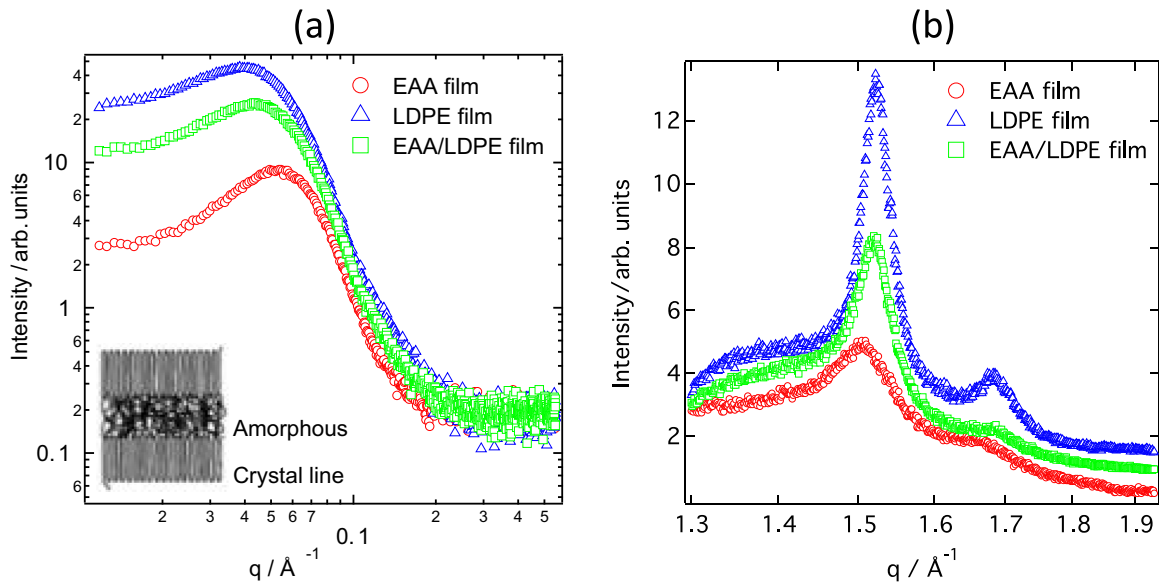 (a)
Intensity / arb. units
4
2
10
6
4
2
1
6
4
2
0.1
6
EAA film
LDPE film
EAA/LDPE film
Amorphous
Crystal line
2 3 4 5 6 7 0.1 2 3 4 5
q / Å -1
(b)
Intensity / arb. units
12
10
8
6
4
2
EAA film
LDPE film
EAA/LDPE film
1.3 1.4 1.5 1.6 1.7 1.8 1.9
q / Å-1